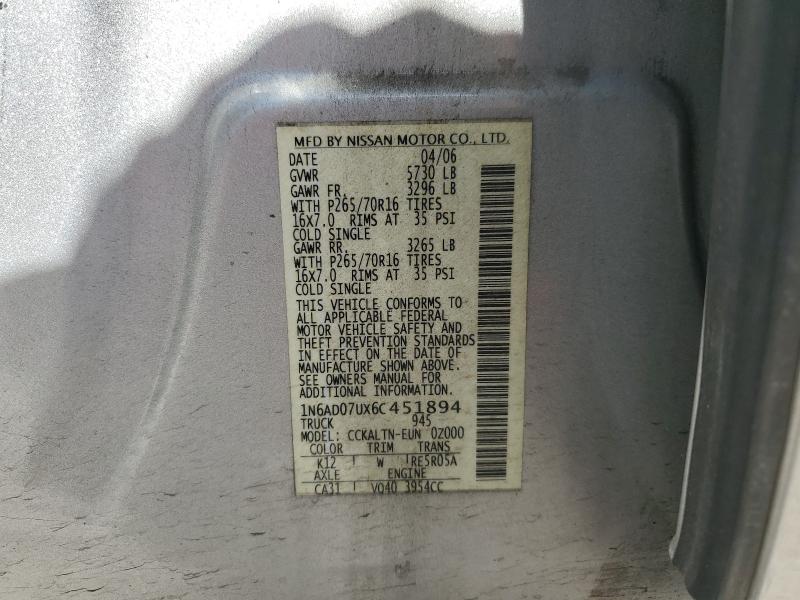 MFD BY NISSAN MOTOR CO., LTD.
DATE 04/06
GVWR 5730 LB
GAWR FR. 3296 LB
WITH P265/70R16 TIRES
16X7.0 RIMS AT 35 PSI
COLD SINGLE
GAWR RR. 3265 LB
WITH P265/70R16 TIRES
16X7.0 RIMS AT 35 PSI
COLD SINGLE
THIS VEHICLE CONFORMS TO
ALL APPLICABLE FEDERAL
MOTOR VEHICLE SAFETY AND
THEFT PREVENTION STANDARDS
IN EFFECT ON THE DATE OF
MANUFACTURE SHOWN ABOVE.
SEE OWNERS MANUAL FOR
ADDITIONAL INFORMATION.
1N6AD07UX6C451894
TRUCK 945
MODEL: CCKALTN-EUN 0Z000
COLOR TRIM TRANS
K12 W RE5R05A
AXLE ENGINE
CA31 VQ40 3954CC